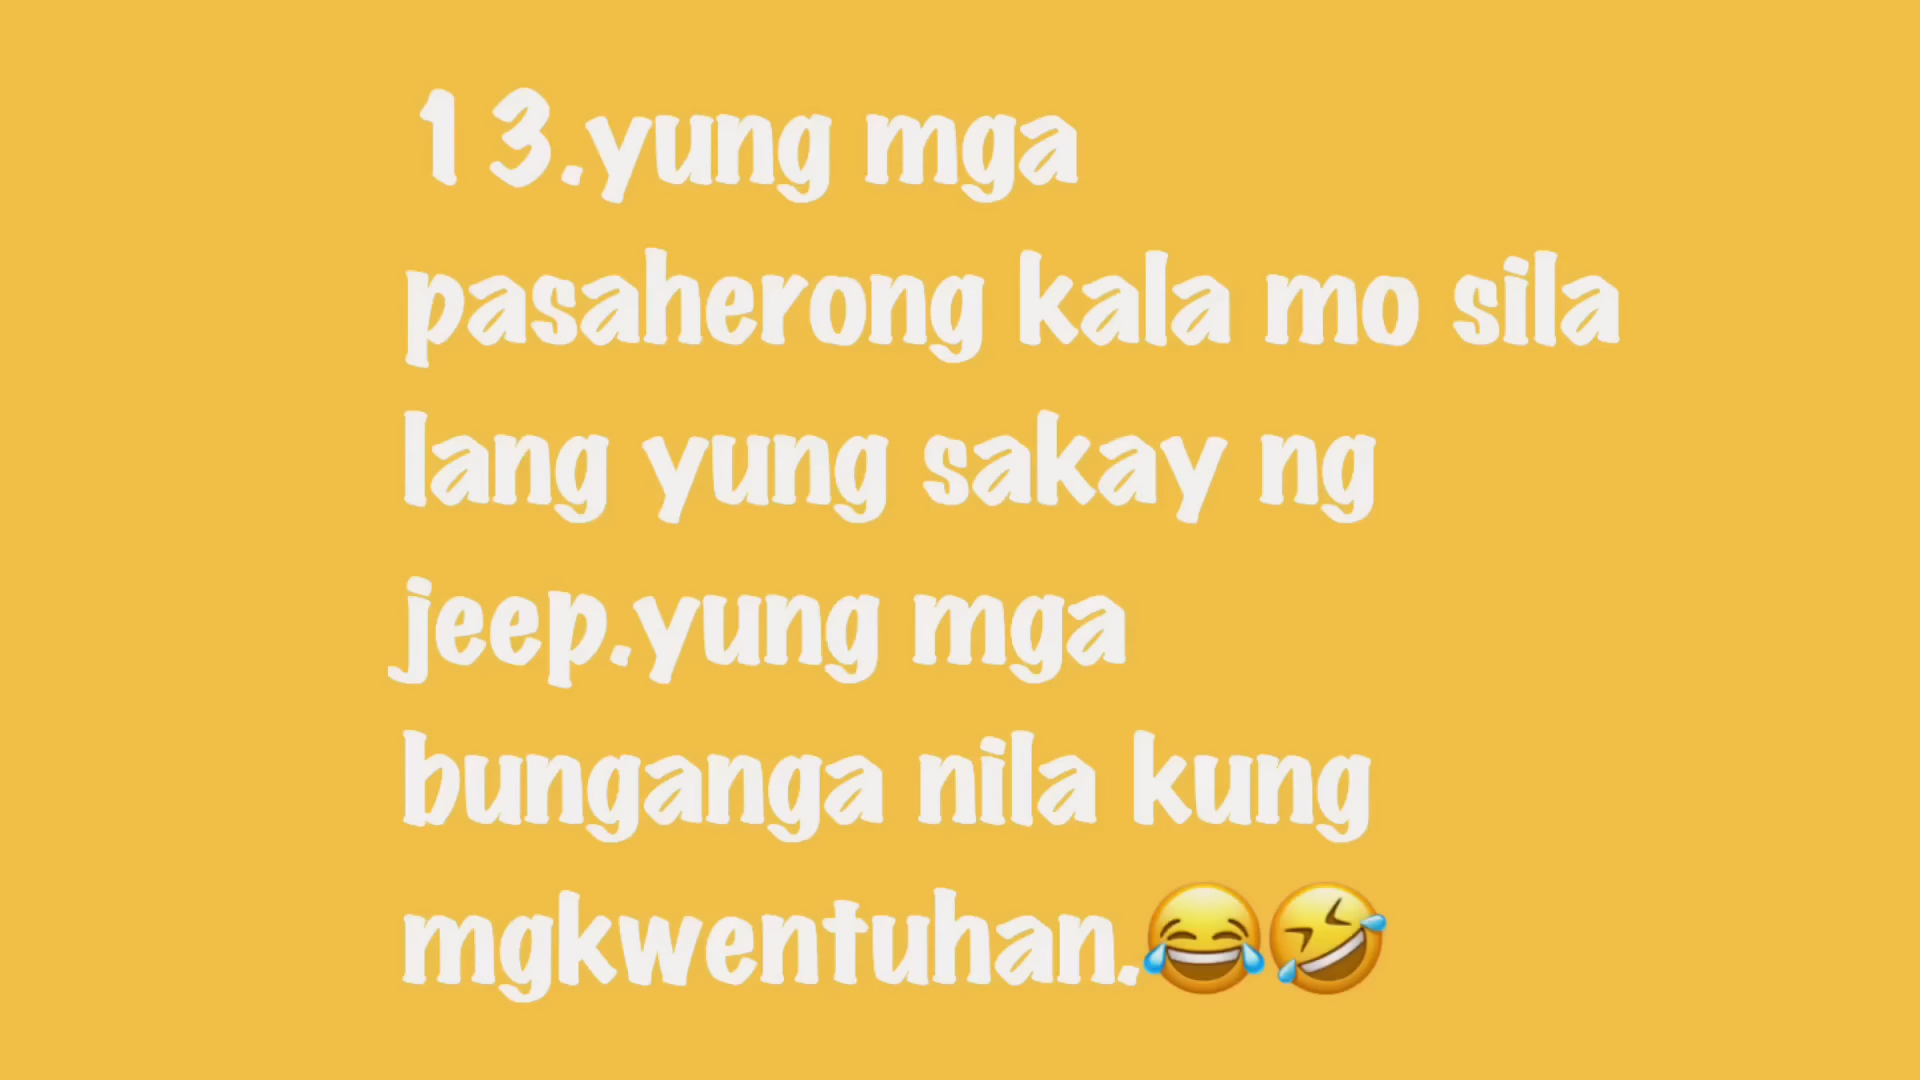 13.yung mga
pasaherong kala mo sila
lang yung sakay ng
jeep.yung mga
bunganga nila kung
mgkwentuhan.😂🤣